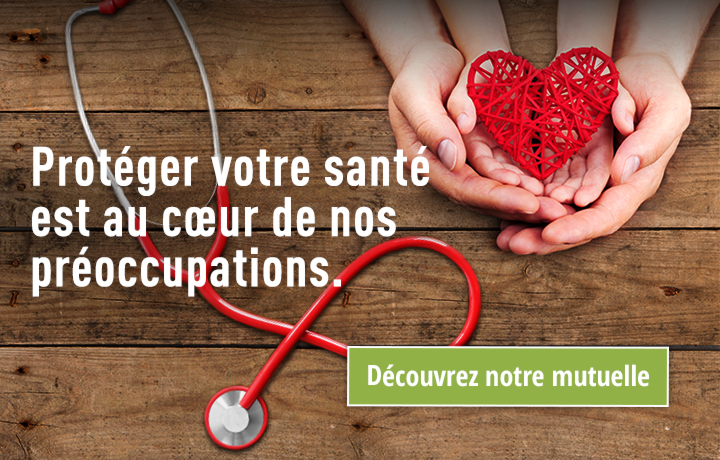 Protéger votre santé
est au cœur de nos
préoccupations.
Découvrez notre mutuelle